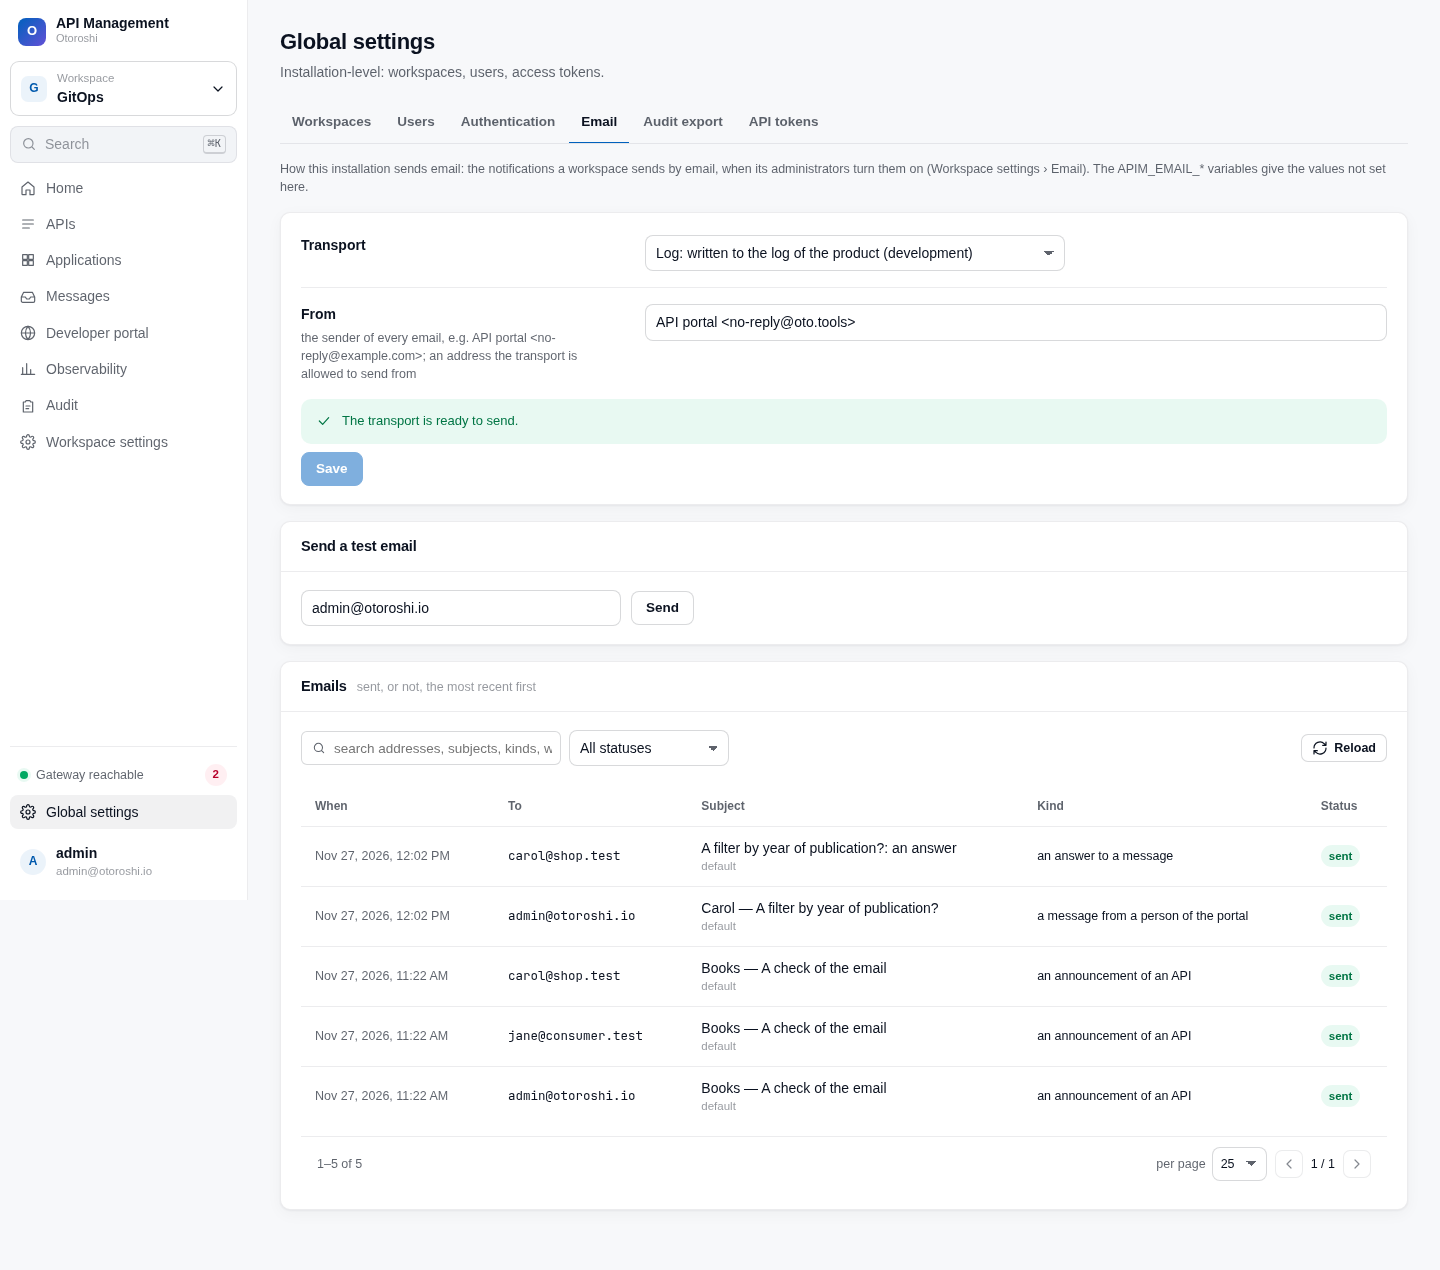 O
API Management
Otoroshi
G
Workspace
GitOps
Search
⌘K
Home
APIs
Applications
Messages
Developer portal
Observability
Audit
Workspace settings
Gateway reachable
2
Global settings
A
admin
admin@otoroshi.io
Global settings
Installation-level: workspaces, users, access tokens.
Workspaces Users Authentication Email Audit export API tokens
How this installation sends email: the notifications a workspace sends by email, when its administrators turn them on (Workspace settings › Email). The APIM_EMAIL_* variables give the values not set
here.
Transport
Log: written to the log of the product (development)
From
the sender of every email, e.g. API portal <no-
reply@example.com>; an address the transport is
allowed to send from
API portal <no-reply@oto.tools>
The transport is ready to send.
Save
Send a test email
admin@otoroshi.io
Send
Emails sent, or not, the most recent first
search addresses, subjects, kinds, w
All statuses
Reload
When To Subject Kind Status
Nov 27, 2026, 12:02 PM carol@shop.test A filter by year of publication?: an answer an answer to a message sent
default
Nov 27, 2026, 12:02 PM admin@otoroshi.io Carol — A filter by year of publication? a message from a person of the portal sent
default
Nov 27, 2026, 11:22 AM carol@shop.test Books — A check of the email an announcement of an API sent
default
Nov 27, 2026, 11:22 AM jane@consumer.test Books — A check of the email an announcement of an API sent
default
Nov 27, 2026, 11:22 AM admin@otoroshi.io Books — A check of the email an announcement of an API sent
default
1–5 of 5
per page 25 1 / 1